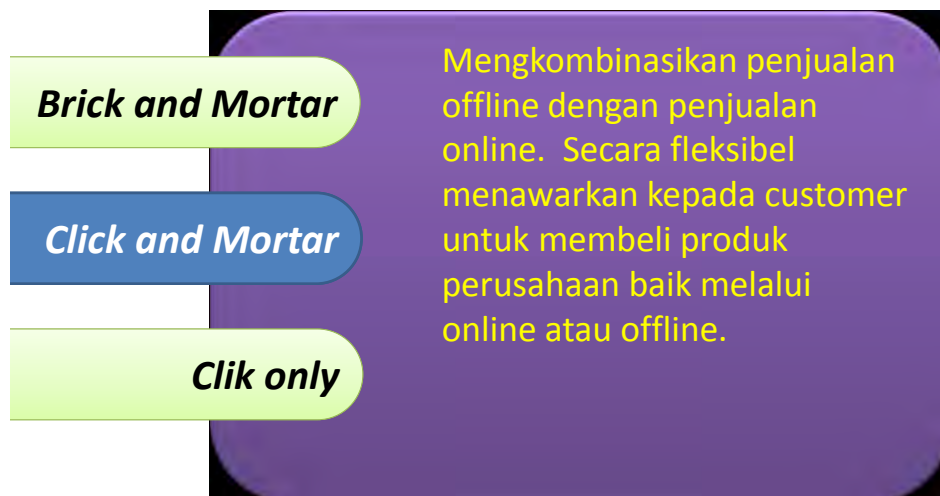 Brick and Mortar
Click and Mortar
Clik only
Mengkombinasikan penjualan
offline dengan penjualan
online. Secara fleksibel
menawarkan kepada customer
untuk membeli produk
perusahaan baik melalui
online atau offline.